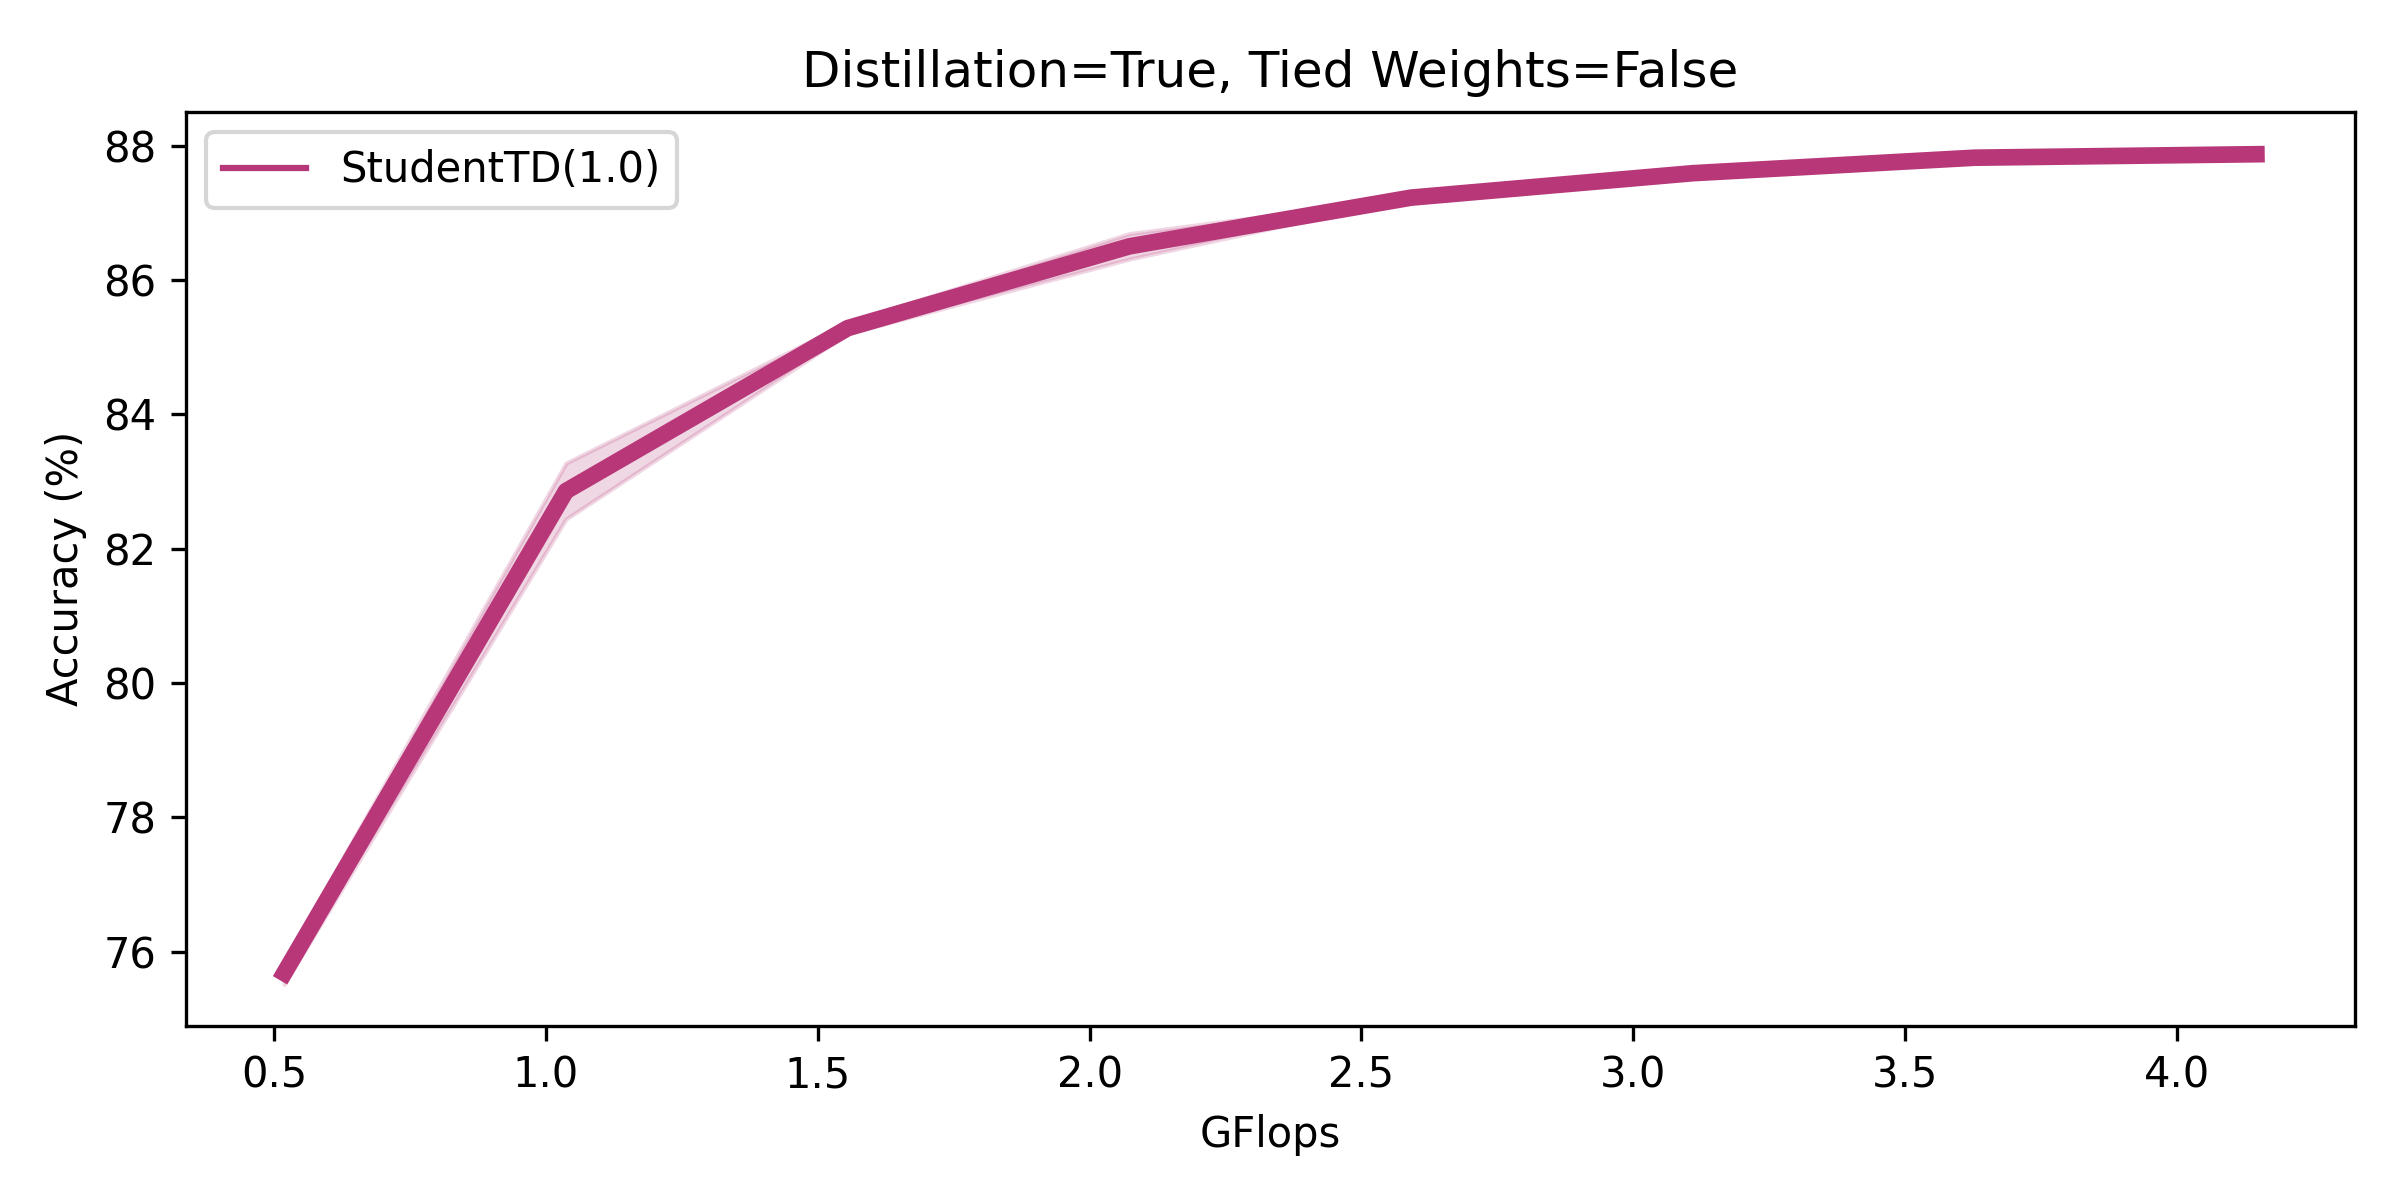 Distillation=True, Tied Weights=False
StudentTD(1.0)
Accuracy (%)
88
86
84
82
80
78
76
0.5 1.0 1.5 2.0 2.5 3.0 3.5 4.0
GFlops